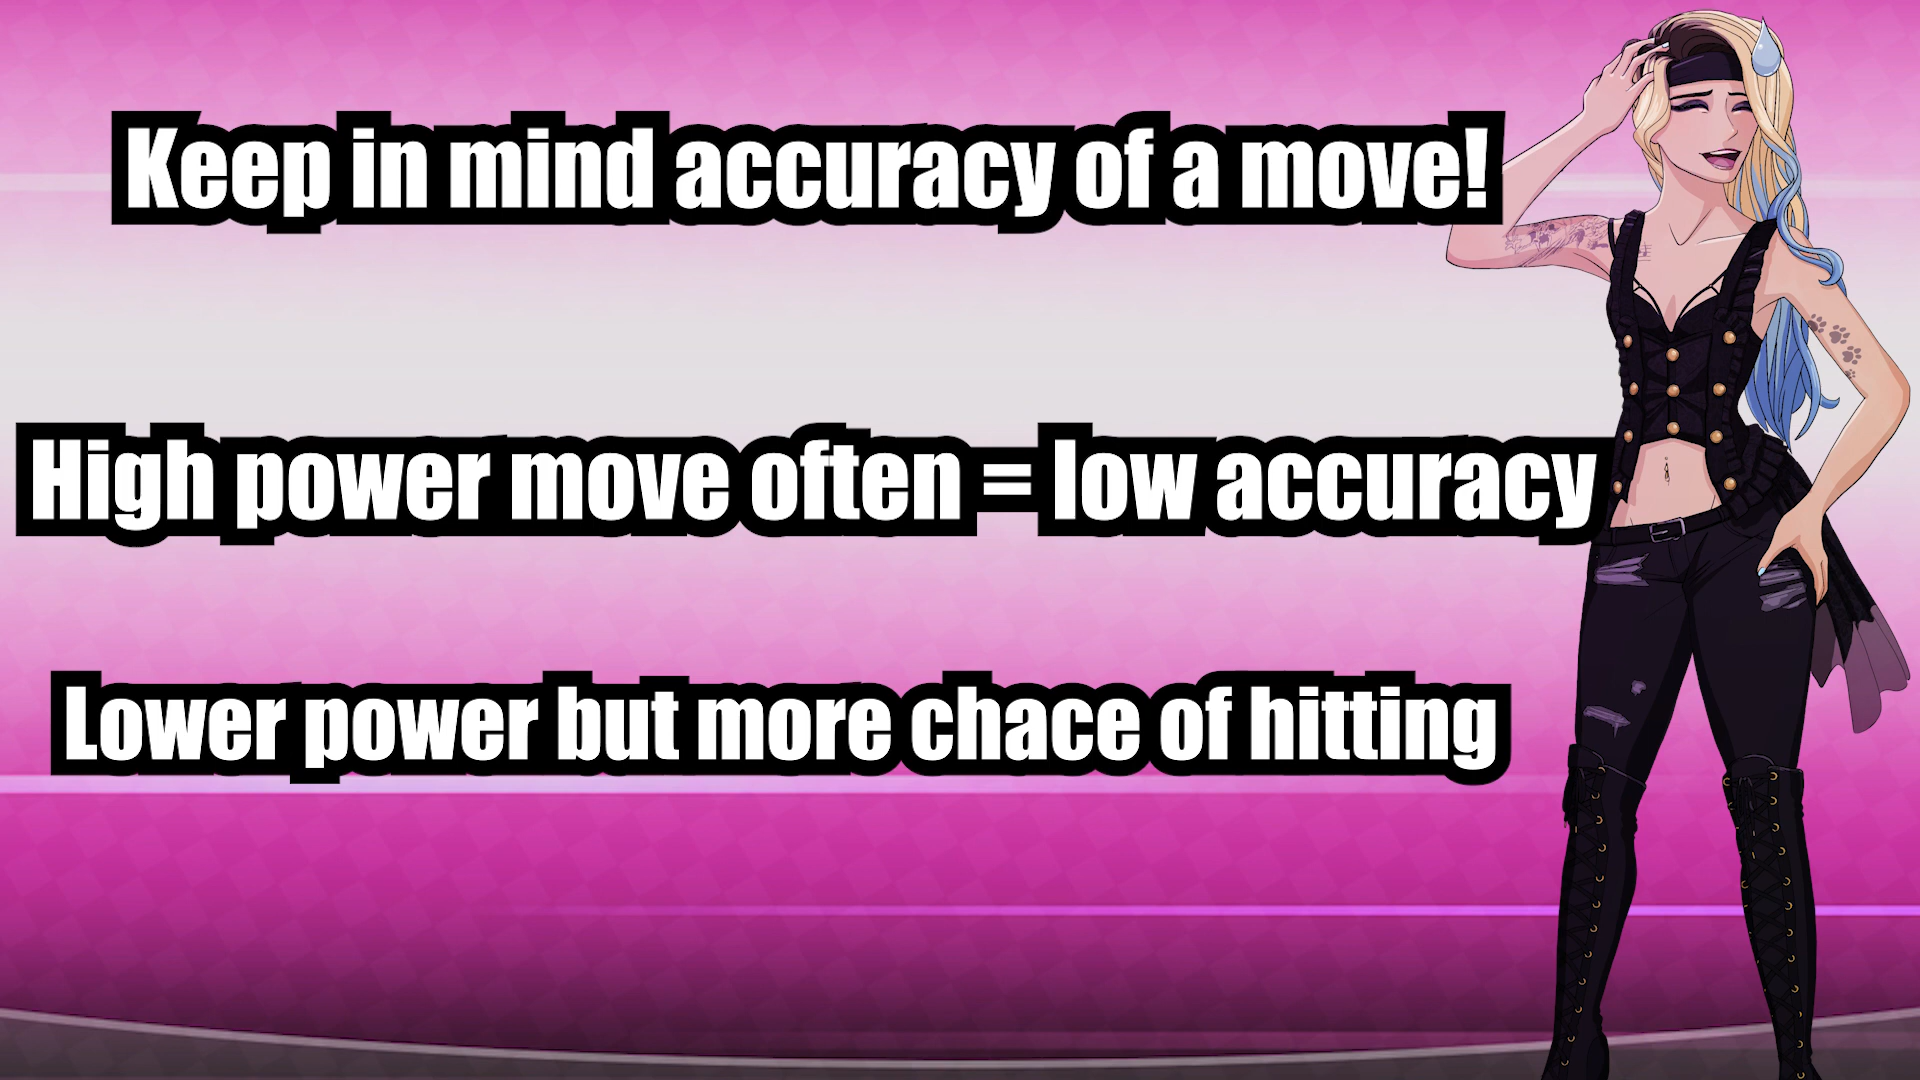 Keep in mind accuracy of a move!
High power move often = low accuracy
Lower power but more chace of hitting